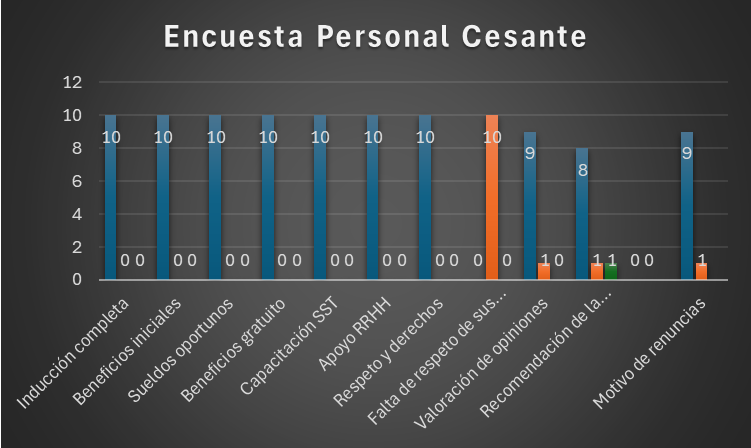 Encuesta Personal Cesante
12
10
8
6
4
2
0
10 0 0
10 0 0
10 0 0
10 0 0
10 0 0
10 0 0
10 0 0
0 10 0
9 1 0
8 1 1
0 0
9 1
Inducción completa
Beneficios iniciales
Sueldos oportunos
Beneficios gratuito
Capacitación SST
Apoyo RRHH
Respeto y derechos
Falta de respeto de sus...
Valoración de opiniones
Recomendación de la...
Motivo de renuncias